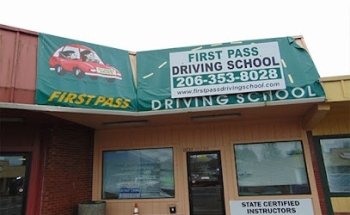 FIRST PASS
FIRST PASS
DRIVING SCHOOL
206-353-8028
www.firstpassdrivingschool.com
DRIVING SCHOOL
STATE CERTIFIED
INSTRUCTORS